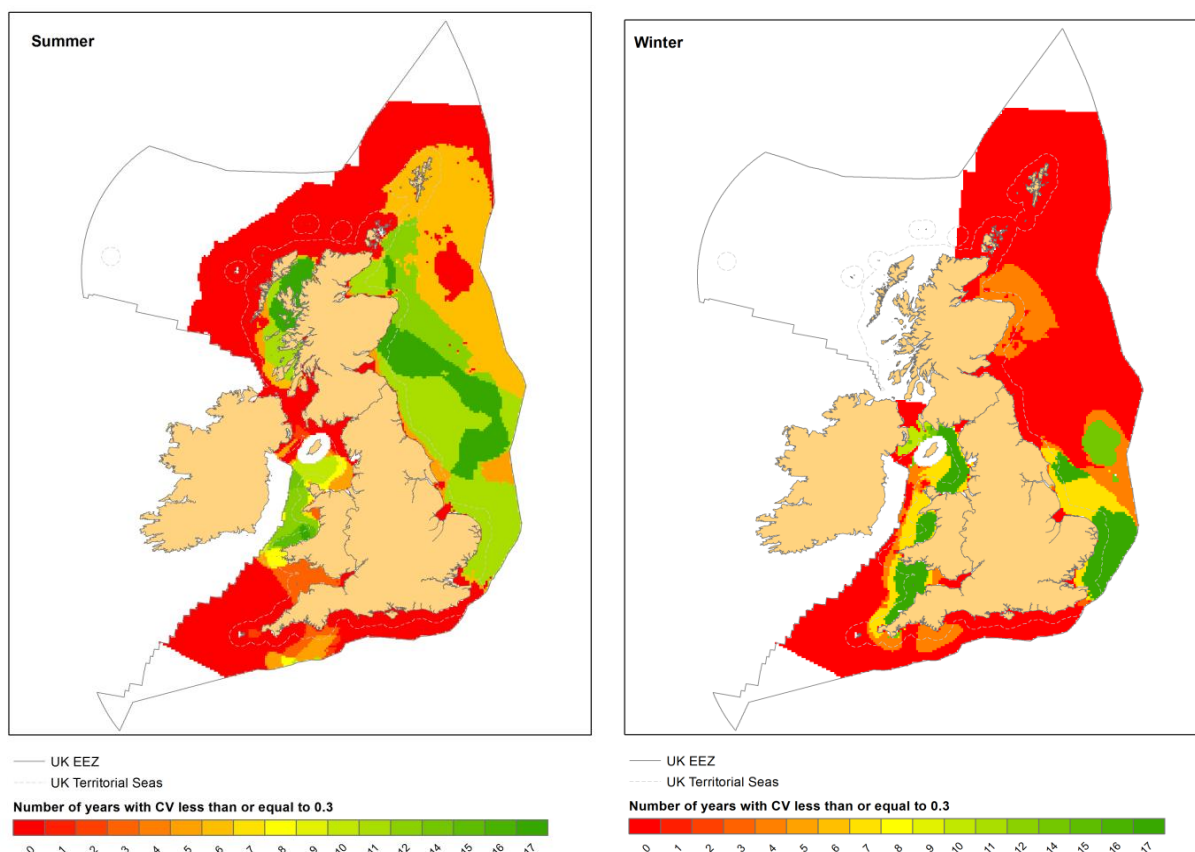 Summer
UK EEZ
UK Territorial Seas
Number of years with CV less than or equal to 0.3
0 1 2 3 4 5 6 7 8 9 10 11 12 14 15 16 17
Winter
UK EEZ
UK Territorial Seas
Number of years with CV less than or equal to 0.3
0 1 2 3 4 5 6 7 8 9 10 11 12 14 15 16 17